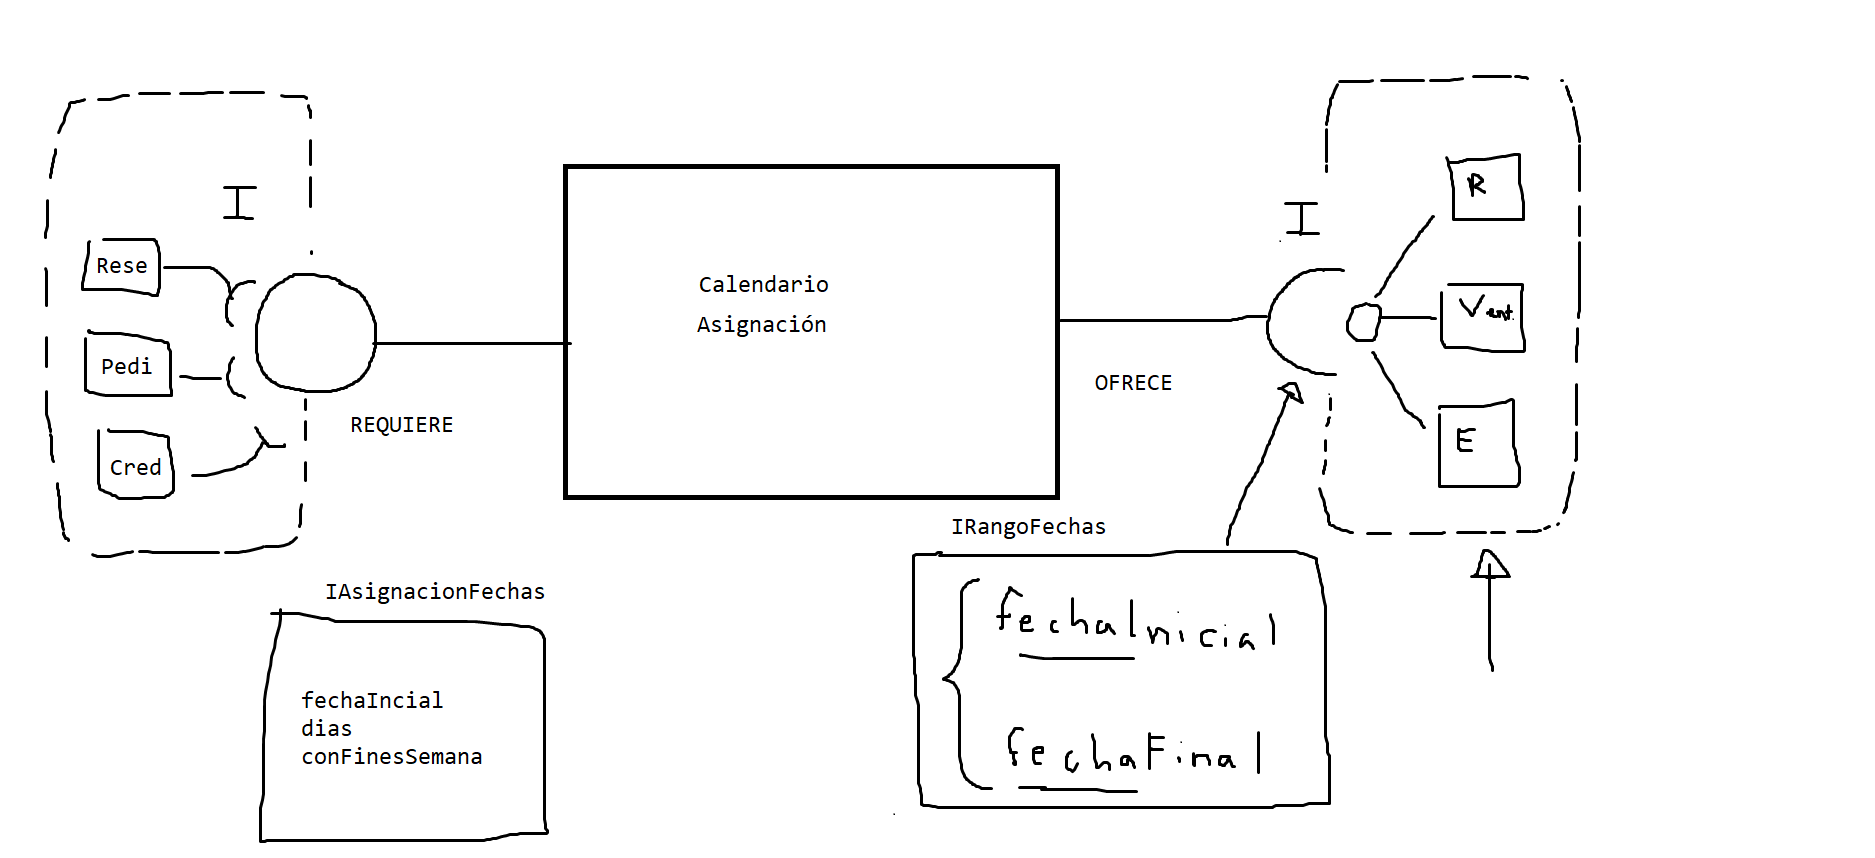 I
Rese
Pedi
Cred
REQUIERE
Calendario
Asignación
OFRECE
I
R
Vent.
E
IAsignacionFechas
fechaIncial
dias
conFinesSemana
IRangoFechas
fechaInicial
fechaFinal